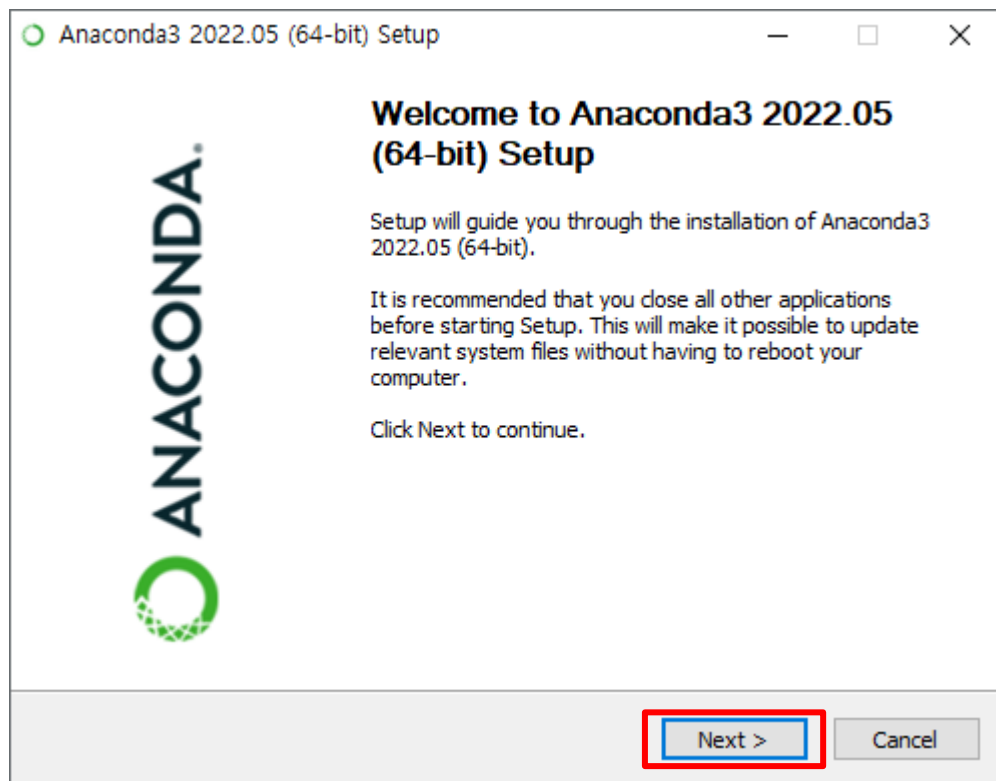 Anaconda3 2022.05 (64-bit) Setup
Welcome to Anaconda3 2022.05
(64-bit) Setup
Setup will guide you through the installation of Anaconda3
2022.05 (64-bit).
It is recommended that you close all other applications
before starting Setup. This will make it possible to update
relevant system files without having to reboot your
computer.
Click Next to continue.
ANACONDA.
Next >
Cancel